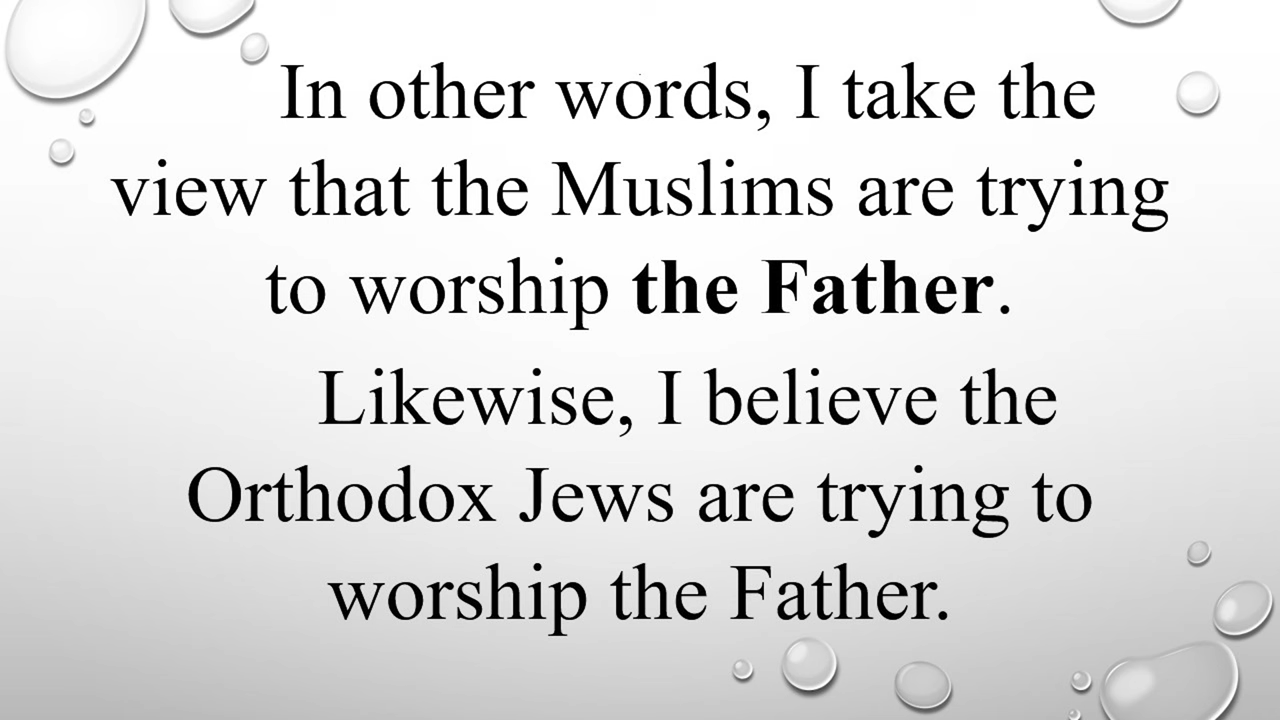 In other words, I take the
view that the Muslims are trying
to worship the Father.
Likewise, I believe the
Orthodox Jews are trying to
worship the Father.